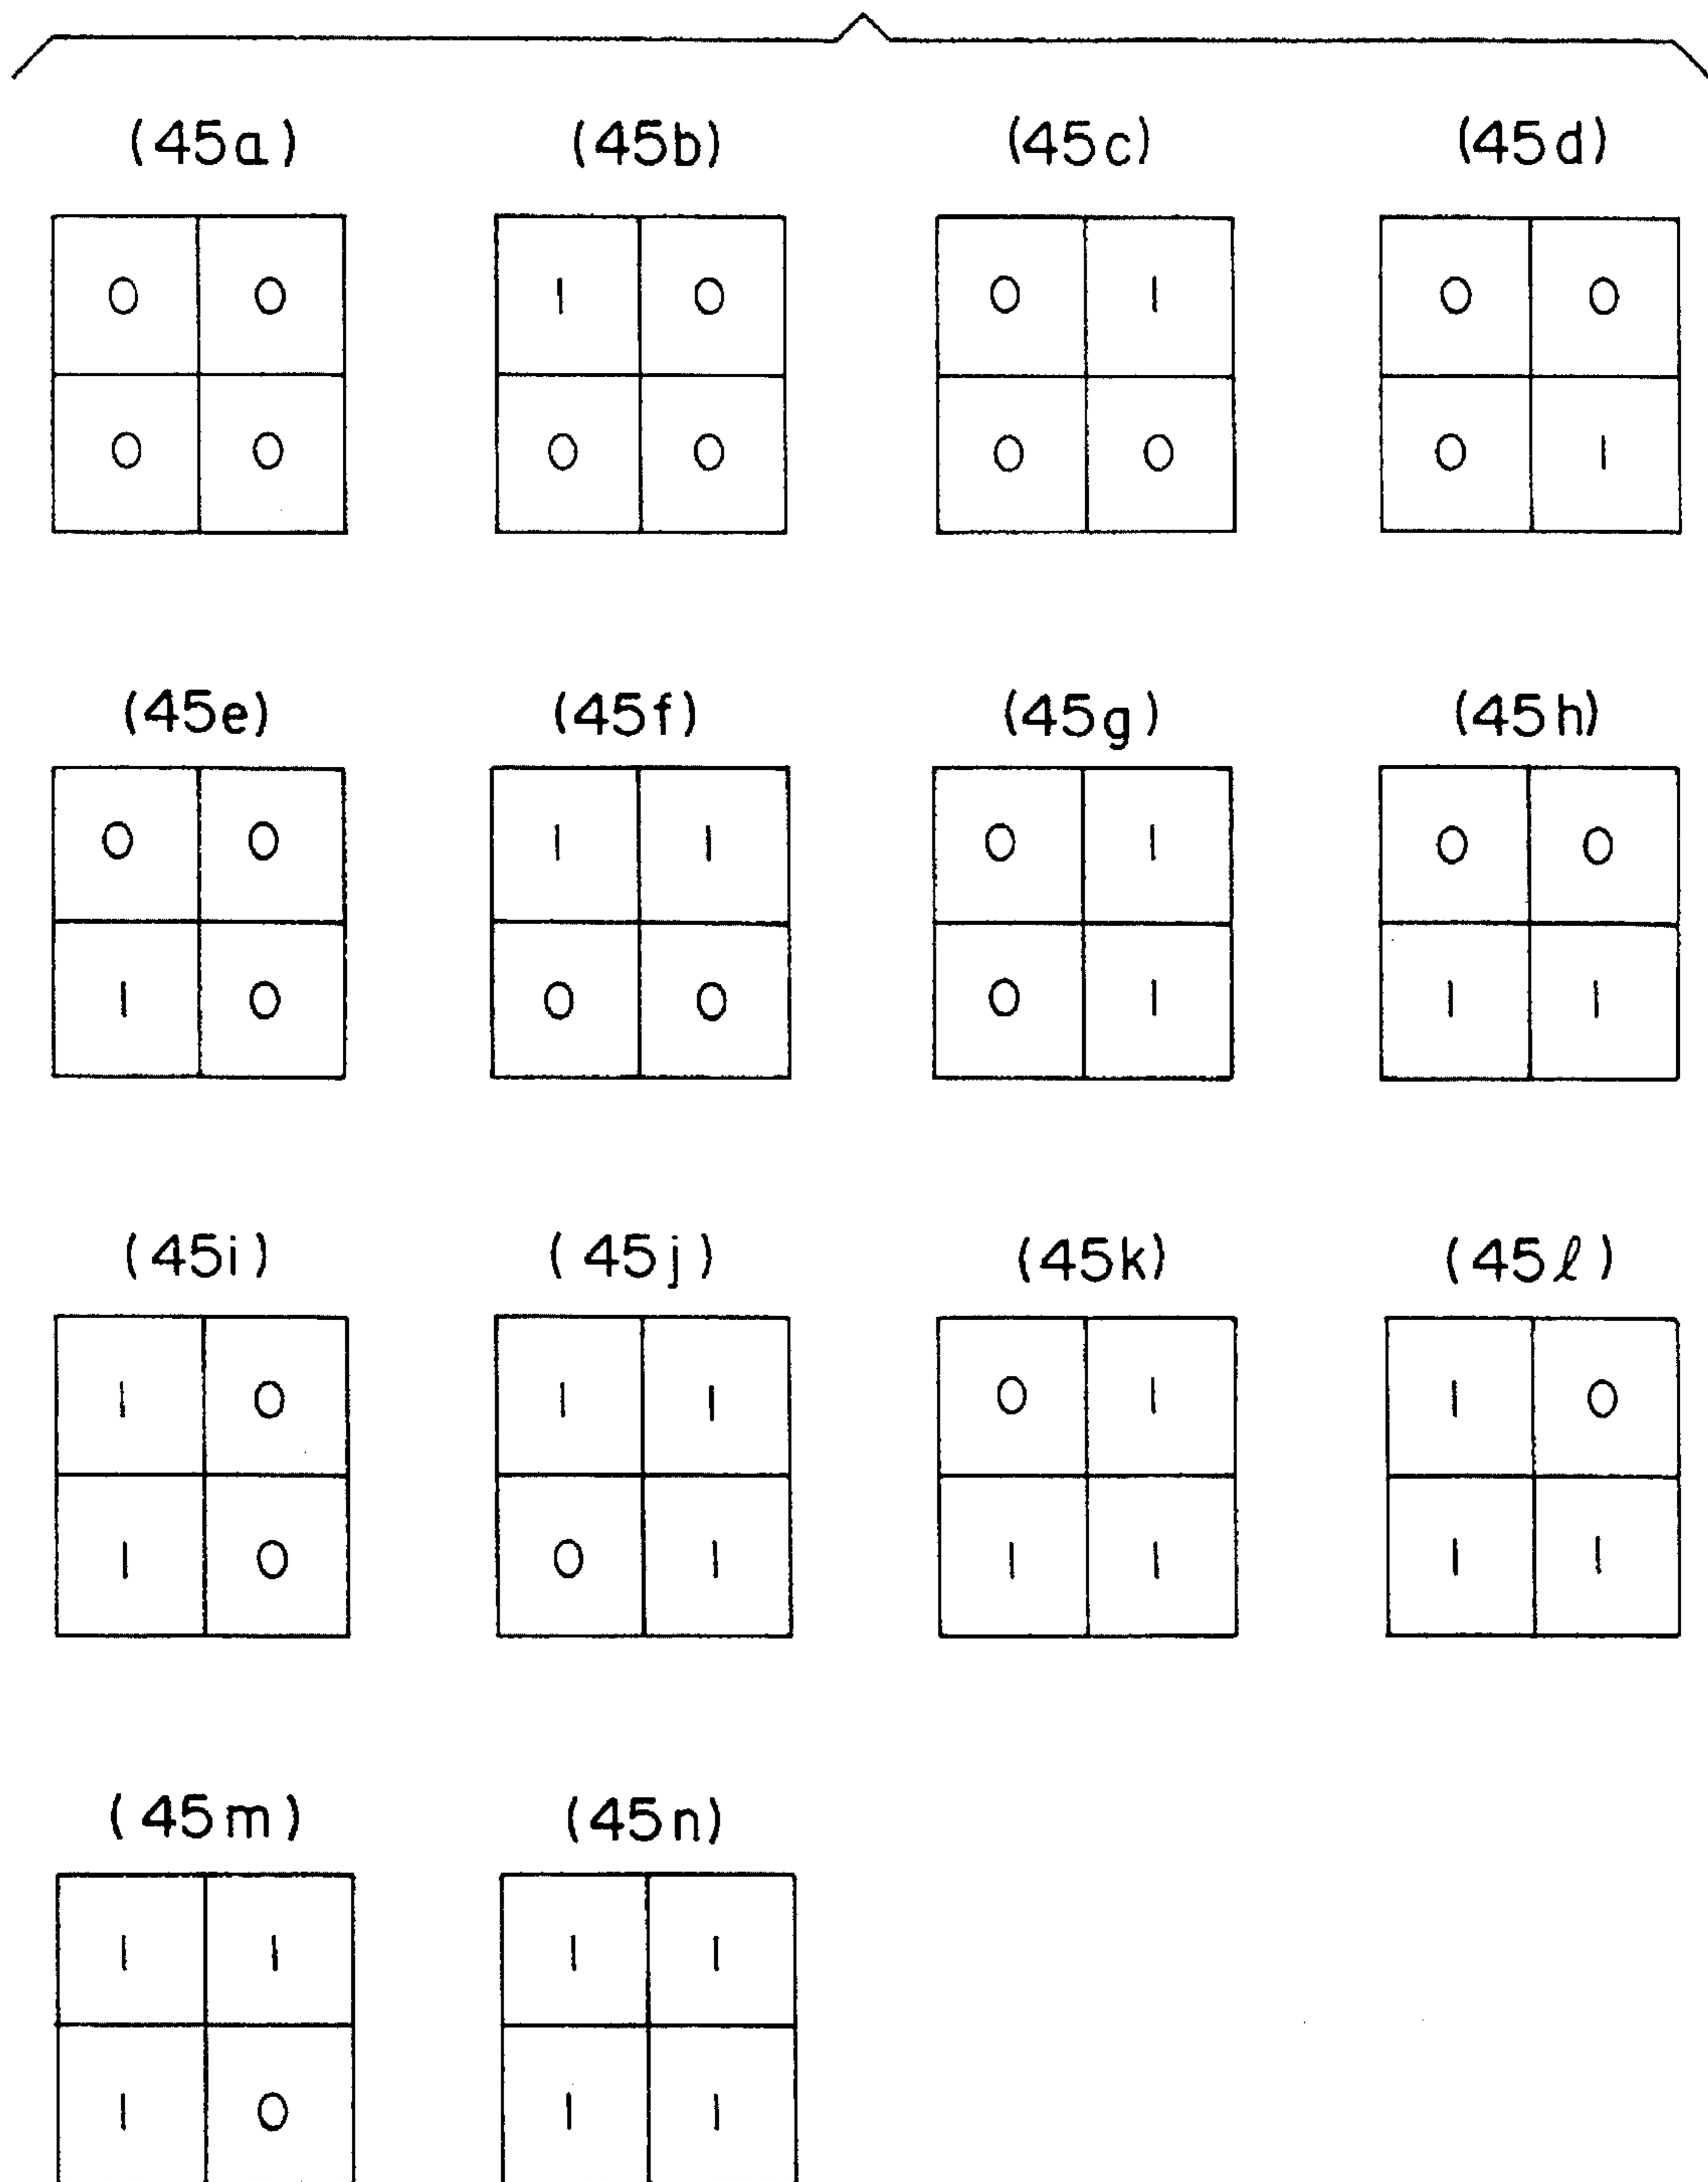 (45a) (45b) (45c) (45d)
0 0 1 0 0 1 0 0
0 0 0 0 0 0 0 1
(45e) (45f) (45g) (45h)
0 0 1 1 0 1 0 0
1 0 0 0 0 1 1 1
(45i) (45j) (45k) (45ℓ)
1 0 1 1 0 1 1 0
1 0 0 1 1 1 1 1
(45m) (45n)
1 1 1 1
1 0 1 1